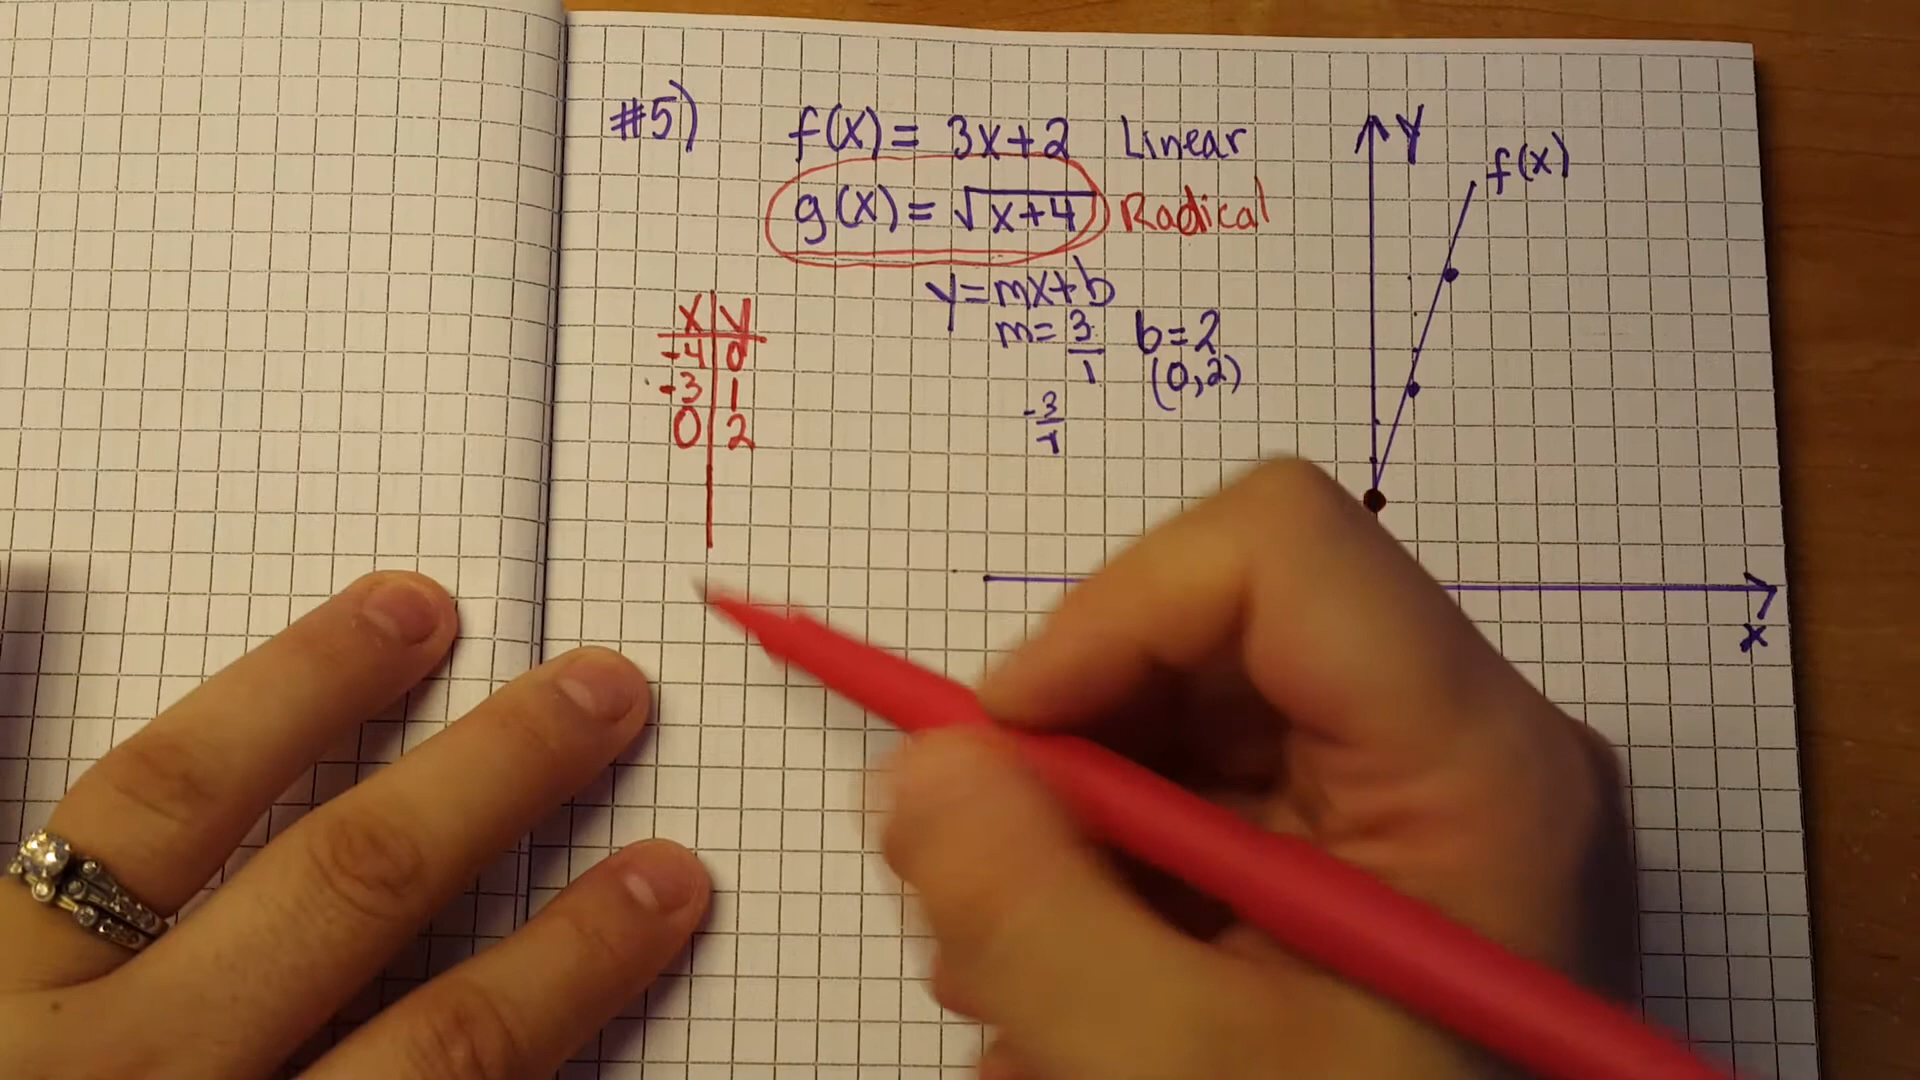 #5) f(x) = 3x+2 Linear
g(x) = √x+4 Radical
y=mx+b
m= 3/1 b=2
(0,2)
-3/-1
x | y
-4 | 0
-3 | 1
0 | 2
y
f(x)
x